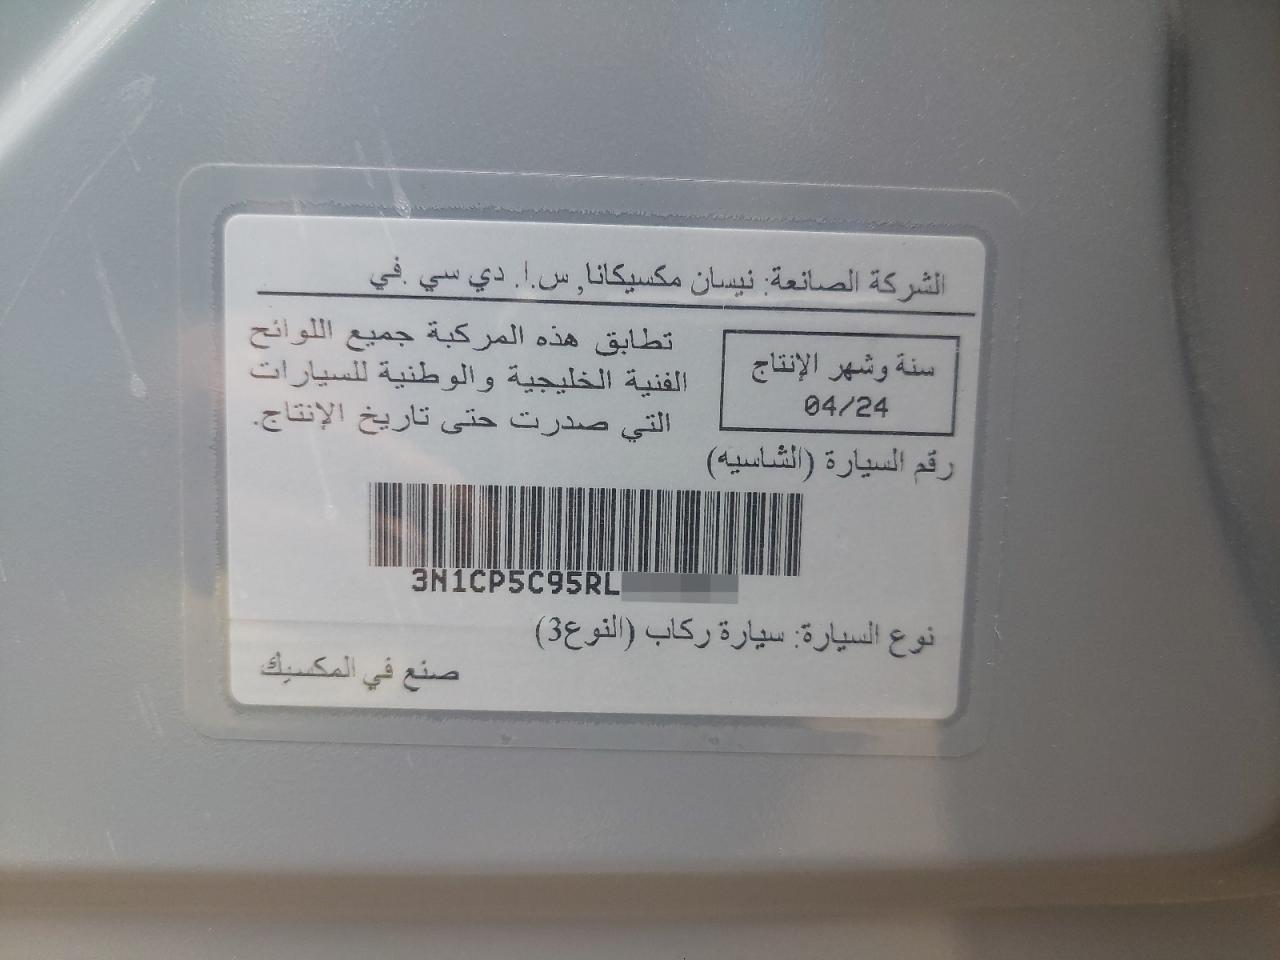 الشركة الصانعة: نيسان مكسيكانا, س.ا. دي سي .في
سنة وشهر الإنتاج
04/24
تطابق هذه المركبة جميع اللوائح
الفنية الخليجية والوطنية للسيارات
التي صدرت حتى تاريخ الإنتاج.
رقم السيارة (الشاسيه)
3N1CP5C95RL
نوع السيارة: سيارة ركاب (النوع3)
صنع في المكسيك